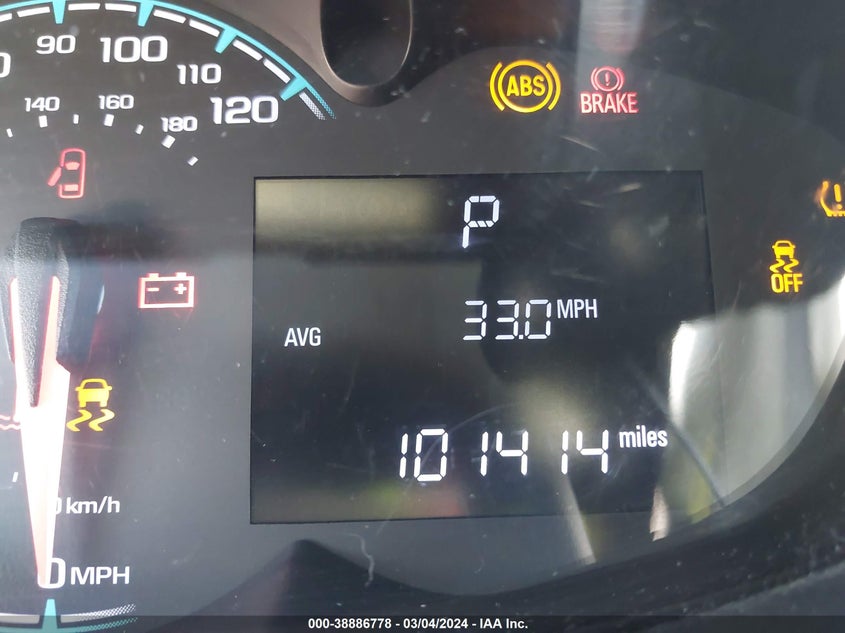 90
100
110
120
140
160
180
ABS
BRAKE
P
OFF
33.0 MPH
AVG
101414 miles
km/h
0 MPH
000-38886778 - 03/04/2024 - IAA Inc.